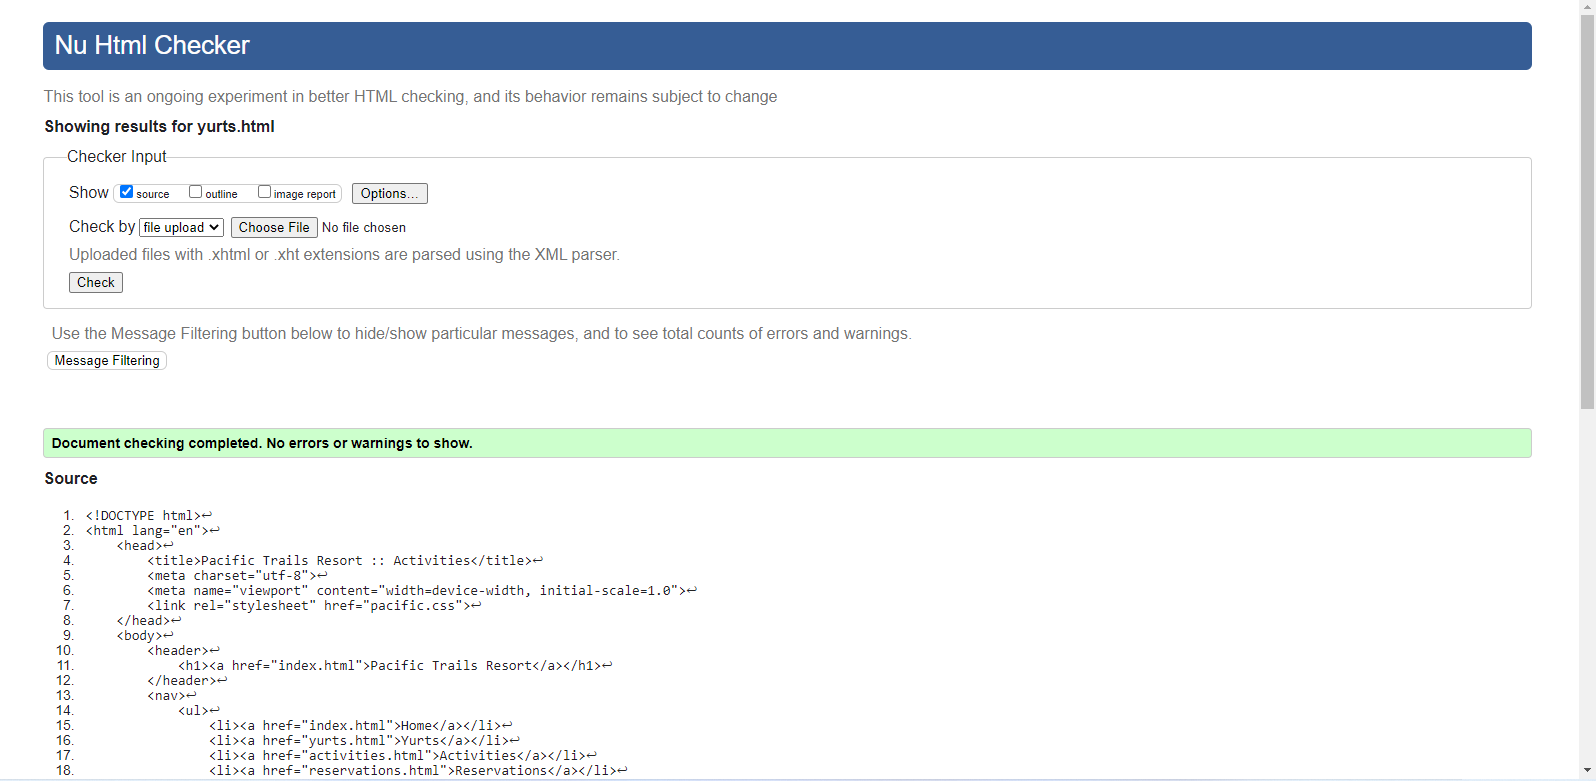 Nu Html Checker
This tool is an ongoing experiment in better HTML checking, and its behavior remains subject to change
Showing results for yurts.html
Checker Input
Show source outline image report Options...
Check by file upload Choose File No file chosen
Uploaded files with .xhtml or .xht extensions are parsed using the XML parser.
Check
Use the Message Filtering button below to hide/show particular messages, and to see total counts of errors and warnings.
Message Filtering
Document checking completed. No errors or warnings to show.
Source
1. <!DOCTYPE html>↩
2. <html lang="en">↩
3. <head>↩
4. <title>Pacific Trails Resort :: Activities</title>↩
5. <meta charset="utf-8">↩
6. <meta name="viewport" content="width=device-width, initial-scale=1.0">↩
7. <link rel="stylesheet" href="pacific.css">↩
8. </head>↩
9. <body>↩
10. <header>↩
11. <h1><a href="index.html">Pacific Trails Resort</a></h1>↩
12. </header>↩
13. <nav>↩
14. <ul>↩
15. <li><a href="index.html">Home</a></li>↩
16. <li><a href="yurts.html">Yurts</a></li>↩
17. <li><a href="activities.html">Activities</a></li>↩
18. <li><a href="reservations.html">Reservations</a></li>↩